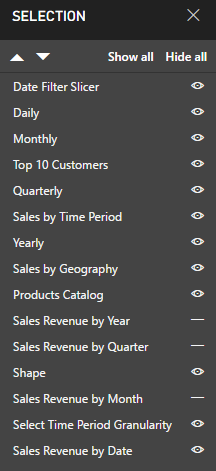 SELECTION
Show all Hide all
Date Filter Slicer
Daily
Monthly
Top 10 Customers
Quarterly
Sales by Time Period
Yearly
Sales by Geography
Products Catalog
Sales Revenue by Year
Sales Revenue by Quarter
Shape
Sales Revenue by Month
Select Time Period Granularity
Sales Revenue by Date